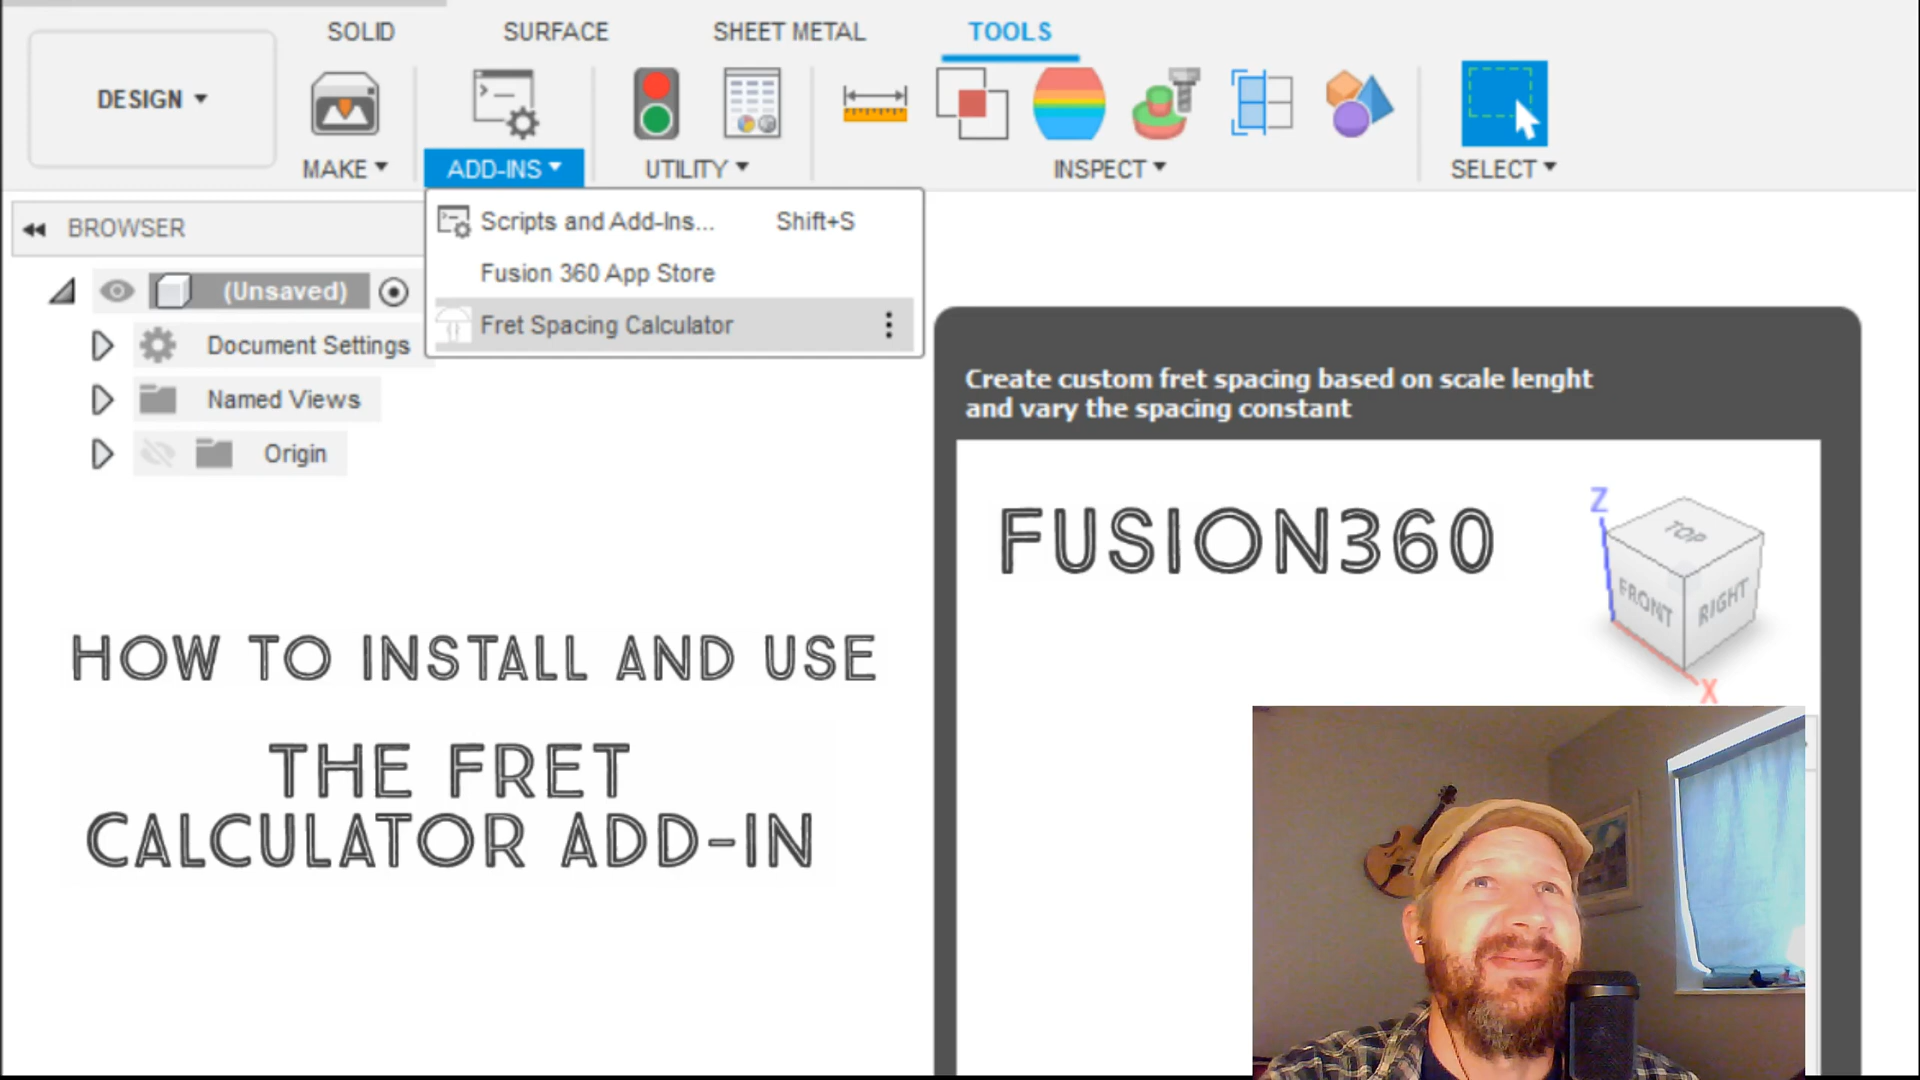 SOLID
SURFACE
SHEET METAL
TOOLS
DESIGN
MAKE
ADD-INS
UTILITY
INSPECT
SELECT
BROWSER
Scripts and Add-Ins... Shift+S
Fusion 360 App Store
Fret Spacing Calculator
(Unsaved)
Document Settings
Named Views
Origin
Create custom fret spacing based on scale lenght
and vary the spacing constant
FUSION360
Z
TOP
FRONT
RIGHT
X
HOW TO INSTALL AND USE
THE FRET
CALCULATOR ADD-IN